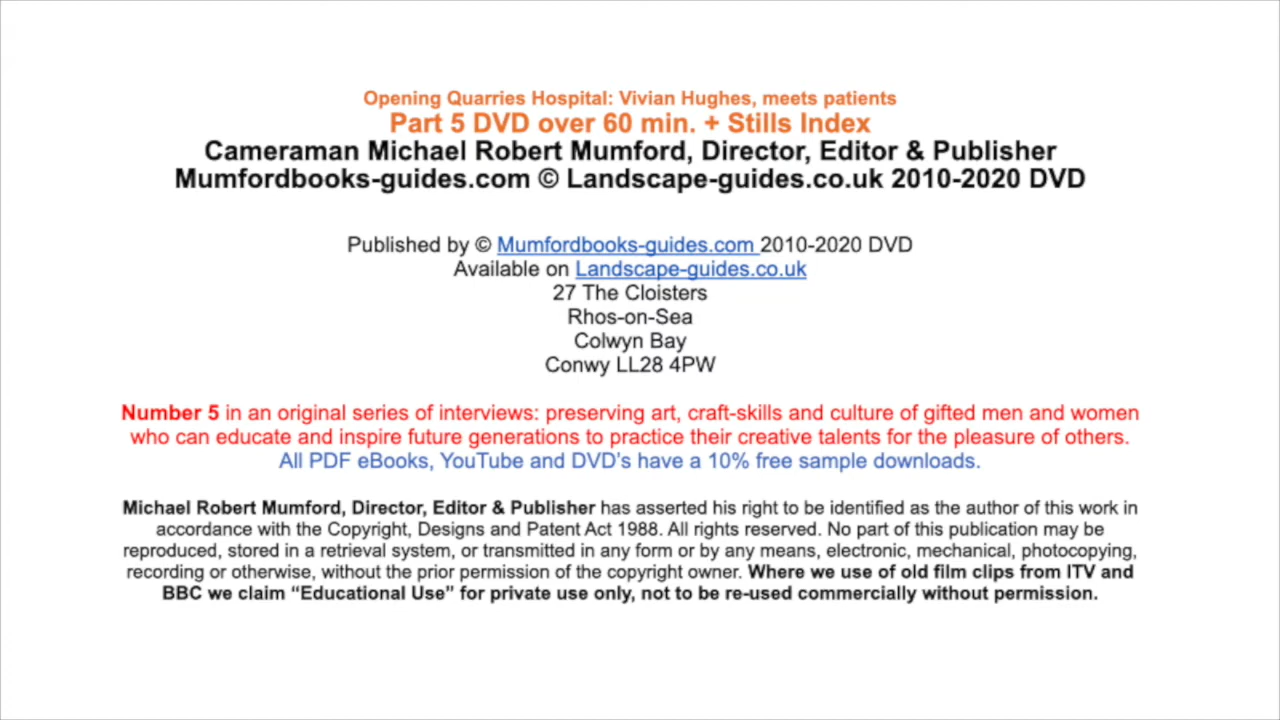 Opening Quarries Hospital: Vivian Hughes, meets patients
Part 5 DVD over 60 min. + Stills Index
Cameraman Michael Robert Mumford, Director, Editor & Publisher
Mumfordbooks-guides.com © Landscape-guides.co.uk 2010-2020 DVD
Published by © Mumfordbooks-guides.com 2010-2020 DVD
Available on Landscape-guides.co.uk
27 The Cloisters
Rhos-on-Sea
Colwyn Bay
Conwy LL28 4PW
Number 5 in an original series of interviews: preserving art, craft-skills and culture of gifted men and women
who can educate and inspire future generations to practice their creative talents for the pleasure of others.
All PDF eBooks, YouTube and DVD's have a 10% free sample downloads.
Michael Robert Mumford, Director, Editor & Publisher has asserted his right to be identified as the author of this work in
accordance with the Copyright, Designs and Patent Act 1988. All rights reserved. No part of this publication may be
reproduced, stored in a retrieval system, or transmitted in any form or by any means, electronic, mechanical, photocopying,
recording or otherwise, without the prior permission of the copyright owner. Where we use of old film clips from ITV and
BBC we claim “Educational Use” for private use only, not to be re-used commercially without permission.